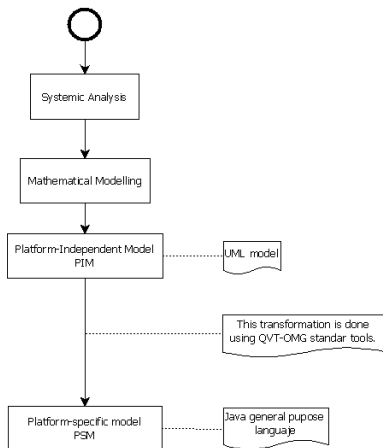 Systemic Analysis
Mathematical Modelling
Platform-Independent Model
PIM
UML model
This transformation is done
using QVT-OMG standar tools.
Platform-specific model
PSM
Java general pupose
languaje